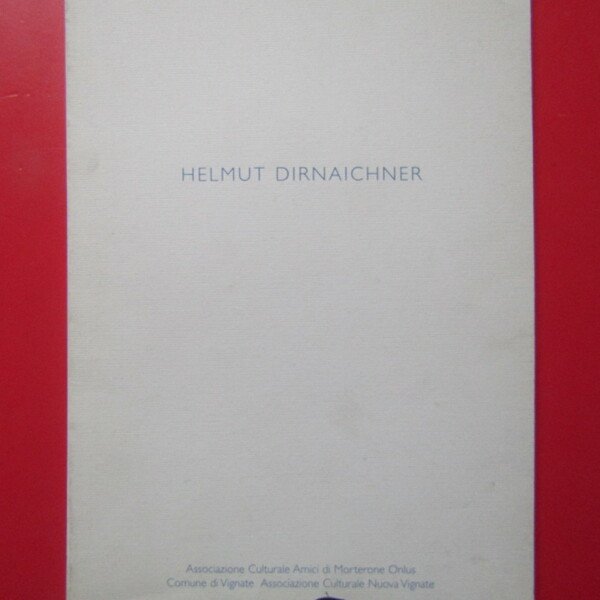 HELMUT DIRNAICHNER
Associazione Culturale Amici di Morterone Onlus
Comune di Vignate Associazione Culturale Nuova Vignate